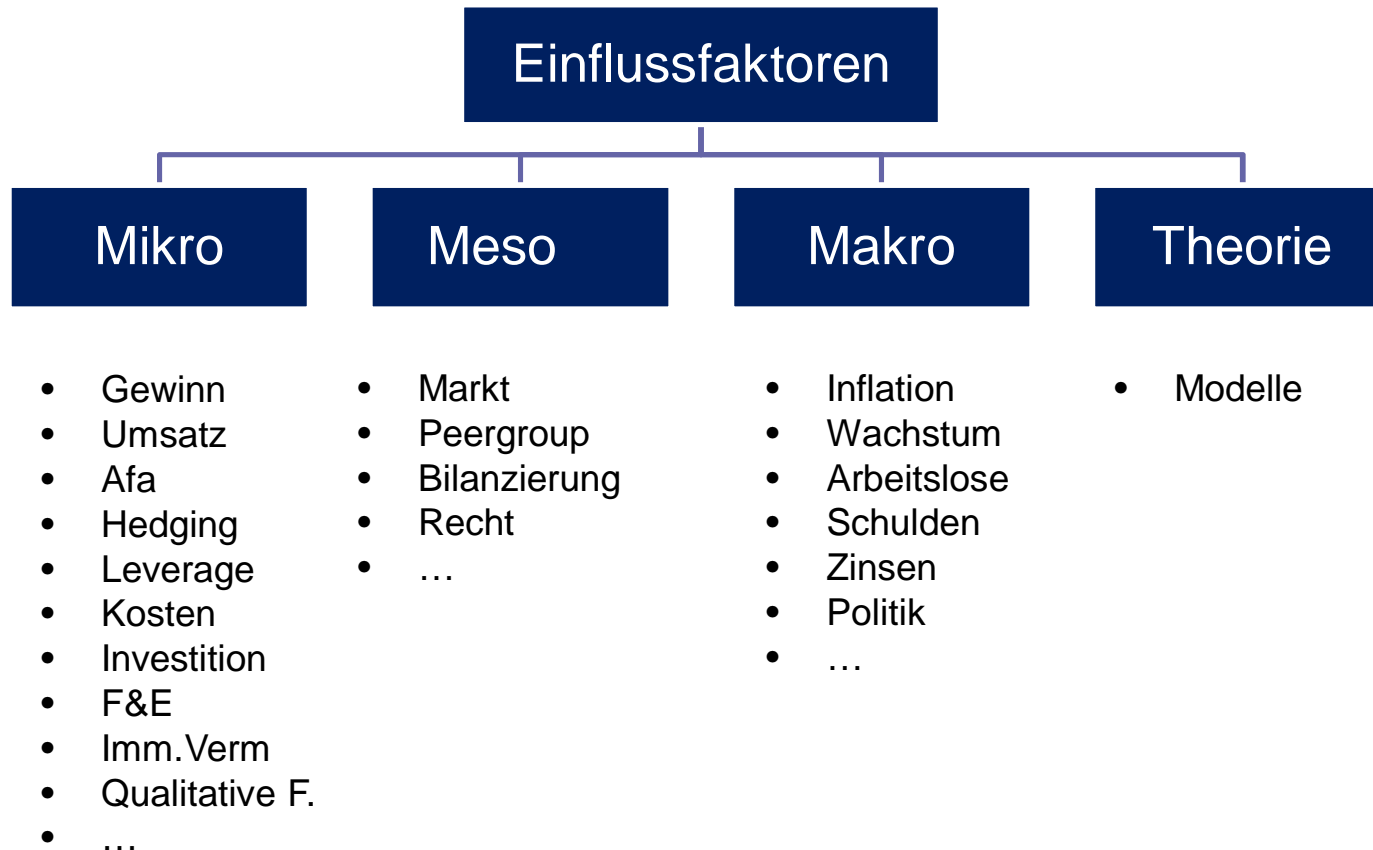 Einflussfaktoren
Mikro
Meso
Makro
Theorie
• Gewinn
• Umsatz
• Afa
• Hedging
• Leverage
• Kosten
• Investition
• F&E
• Imm.Verm
• Qualitative F.
• …
• Markt
• Peergroup
• Bilanzierung
• Recht
• …
• Inflation
• Wachstum
• Arbeitslose
• Schulden
• Zinsen
• Politik
• …
• Modelle